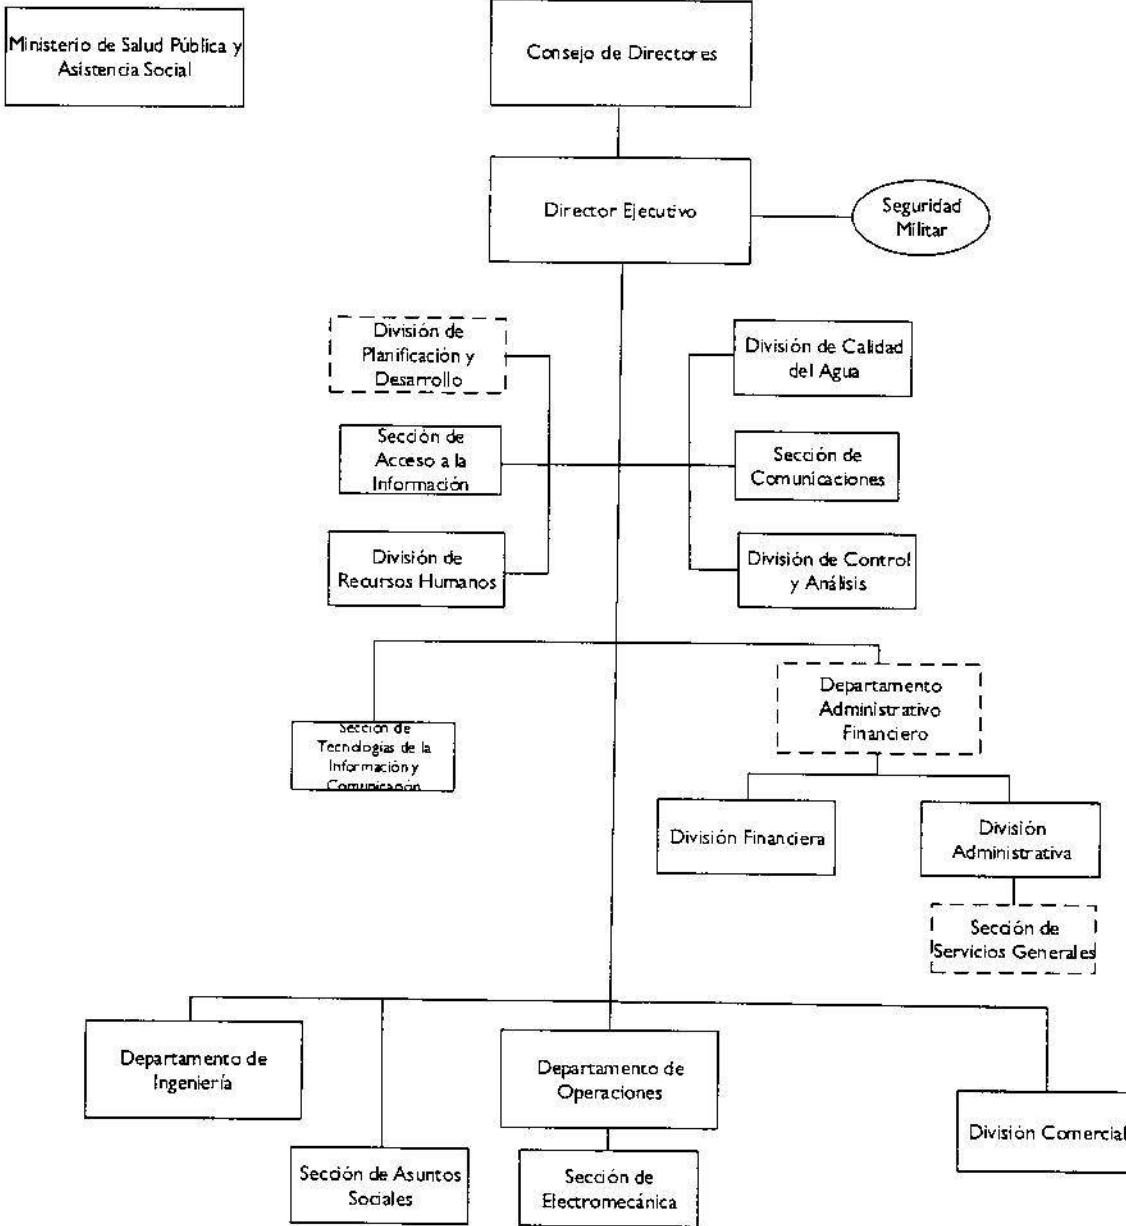 Ministerio de Salud Pública y
Asistencia Social
Consejo de Directores
Director Ejecutivo
Seguridad
Militar
División de
Planificación y
Desarrollo
División de Calidad
del Agua
Sección de
Acceso a la
Información
Sección de
Comunicaciones
División de
Recursos Humanos
División de Control
y Análisis
Departamento
Administrativo
Financiero
Sección de
Tecnologías de la
Información y
Comunicación
División Financiera
División
Administrativa
Sección de
Servicios Generales
Departamento de
Ingeniería
Departamento de
Operaciones
División Comercial
Sección de Asuntos
Sociales
Sección de
Electromecánica